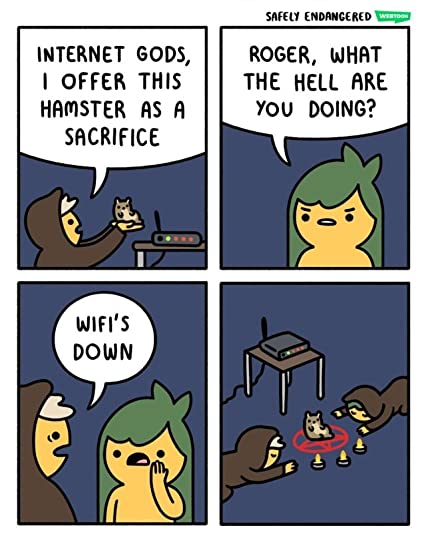 SAFELY ENDANGERED WEBTOON
INTERNET GODS,
I OFFER THIS
HAMSTER AS A
SACRIFICE
ROGER, WHAT
THE HELL ARE
YOU DOING?
WIFI'S
DOWN